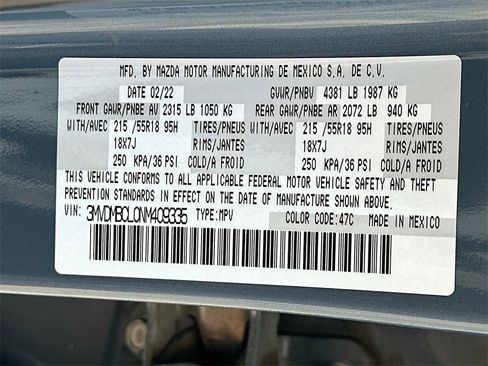 MFD. BY MAZDA MOTOR MANUFACTURING DE MEXICO S.A. DE C.V.
DATE 02/22 GVWR/PNBV 4381 LB 1987 KG
FRONT GAWR/PNBE AV 2315 LB 1050 KG REAR GAWR/PNBE AR 2072 LB 940 KG
WITH/AVEC 215 /55R18 95H TIRES/PNEUS WITH/AVEC 215 /55R18 95H TIRES/PNEUS
18X7J RIMS/JANTES 18X7J RIMS/JANTES
250 KPA/36 PSI COLD/A FROID 250 KPA/36 PSI COLD/A FROID
THIS VEHICLE CONFORMS TO ALL APPLICABLE FEDERAL MOTOR VEHICLE SAFETY AND THEFT
PREVENTION STANDARDS IN EFFECT ON THE DATE OF MANUFACTURE SHOWN ABOVE.
VIN: 3MVDMBCL0NM409335 TYPE: MPV COLOR CODE: 47C MADE IN MEXICO